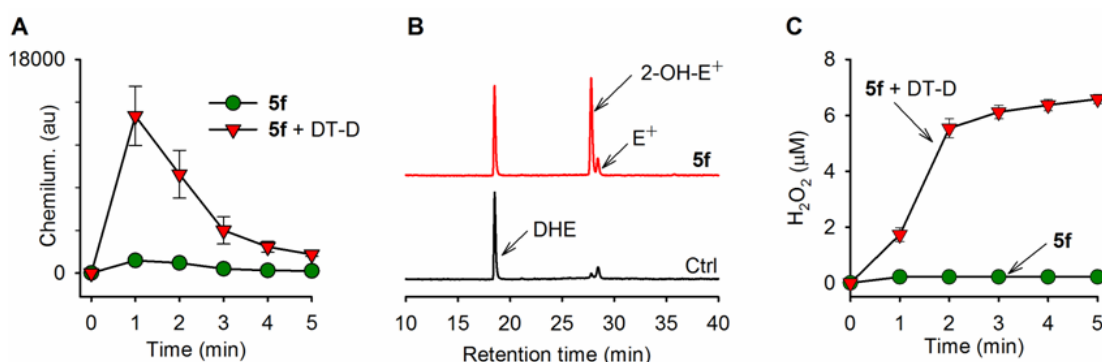 A
18000
Chemilum. (au)
0
5f
5f + DT-D
0 1 2 3 4 5
Time (min)
B
2-OH-E+
E+
5f
DHE
Ctrl
10 15 20 25 30 35 40
Retention time (min)
C
8
6
4
2
0
H2O2 (µM)
5f + DT-D
5f
0 1 2 3 4 5
Time (min)